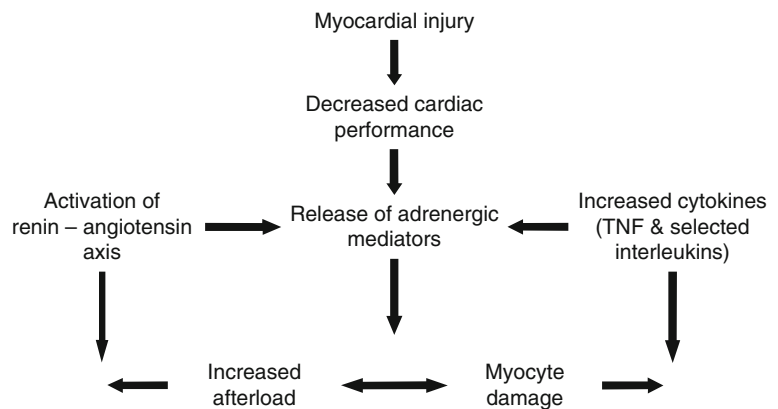 Myocardial injury
Decreased cardiac
performance
Activation of
renin – angiotensin
axis
Release of adrenergic
mediators
Increased cytokines
(TNF & selected
interleukins)
Increased
afterload
Myocyte
damage